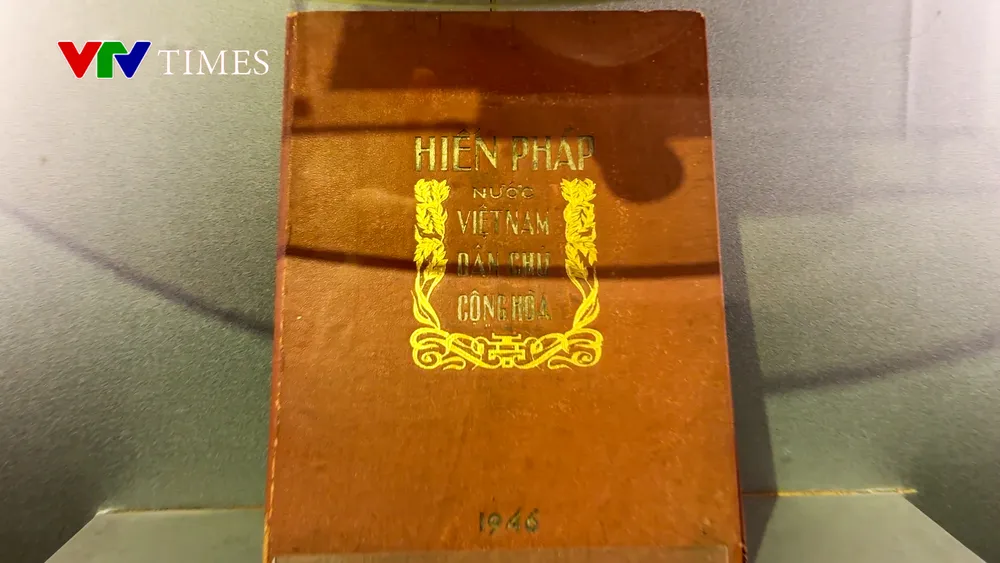 VTV TIMES
HIẾN PHÁP
NƯỚC
VIỆT NAM
DÂN CHỦ
CỘNG HÒA
1946